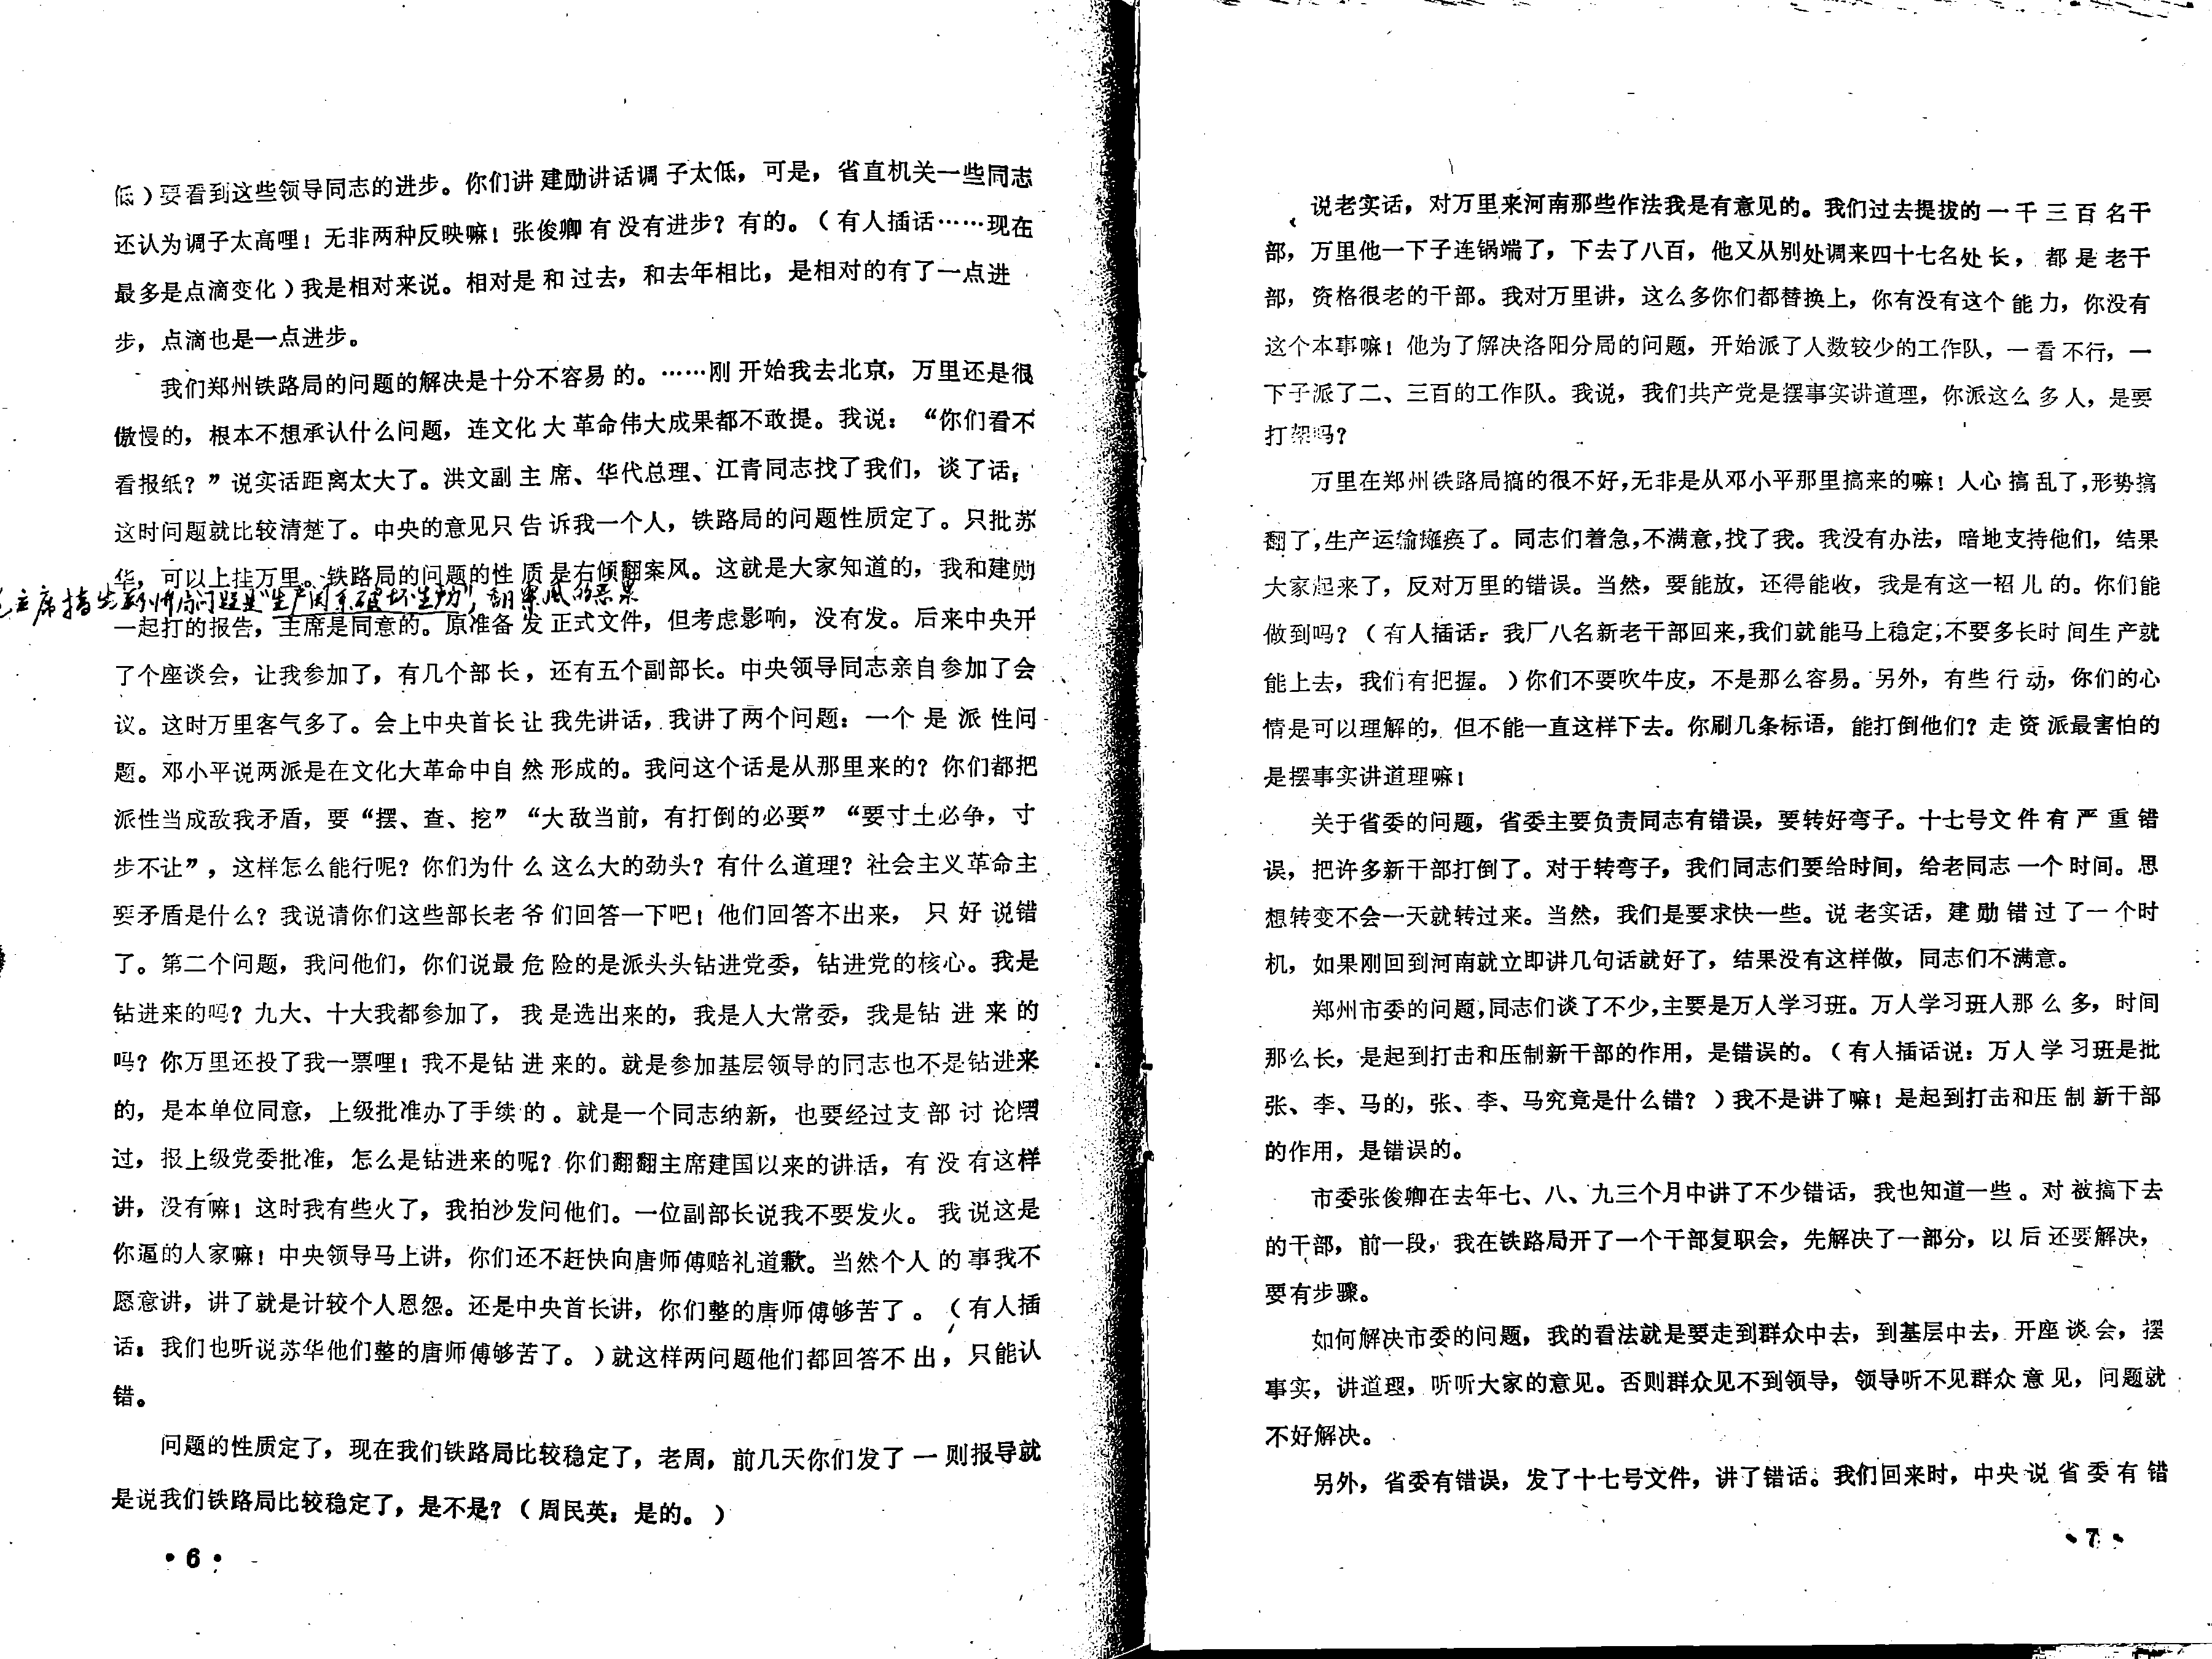 低)要看到这些领导同志的进步。你们讲建勋讲话调子太低，可是，省直机关一些同志
还认为调子太高哩！无非两种反映嘛！张俊卿有没有进步？有的。(有人插话……现在
最多是点滴变化)我是相对来说。相对是和过去，和去年相比，是相对的有了一点进
步，点滴也是一点进步。
我们郑州铁路局的问题的解决是十分不容易的。……刚开始我去北京，万里还是很
傲慢的，根本不想承认什么问题，连文化大革命伟大成果都不敢提。我说：“你们看不
看报纸？”说实话距离太大了。洪文副主席、华代总理、江青同志找了我们，谈了话；
这时问题就比较清楚了。中央的意见只告诉我一个人，铁路局的问题性质定了。只批苏
华，可以上挂万里。铁路局的问题的性质是右倾翻案风。这就是大家知道的，我和建勋
主席指出郑州局问题是“生产关系破坏生产力”，翻案风的恶果
一起打的报告，主席是同意的。原准备发正式文件，但考虑影响，没有发。后来中央开
了个座谈会，让我参加了，有几个部长，还有五个副部长。中央领导同志亲自参加了会
议。这时万里客气多了。会上中央首长让我先讲话，我讲了两个问题：一个是派性问
题。邓小平说两派是在文化大革命中自然形成的。我问这个话是从那里来的？你们都把
派性当成敌我矛盾，要“摆、查、挖”“大敌当前，有打倒的必要”“要寸土必争，寸
步不让”，这样怎么能行呢？你们为什么这么大的劲头？有什么道理？社会主义革命主
要矛盾是什么？我说请你们这些部长老爷们回答一下吧！他们回答不出来，只好说错
了。第二个问题，我问他们，你们说最危险的是派头头钻进党委，钻进党的核心。我是
钻进来的吗？九大、十大我都参加了，我是选出来的，我是人大常委，我是钻进来的
吗？你万里还投了我一票哩！我不是钻进来的。就是参加基层领导的同志也不是钻进来
的，是本单位同意，上级批准办了手续的。就是一个同志纳新，也要经过支部讨论嘿
过，报上级党委批准，怎么是钻进来的呢？你们翻翻主席建国以来的讲话，有没有这样
讲，没有嘛！这时我有些火了，我拍沙发问他们。一位副部长说我不要发火。我说这是
你逼的人家嘛！中央领导马上讲，你们还不赶快向唐师傅赔礼道歉。当然个人的事我不
愿意讲，讲了就是计较个人恩怨。还是中央首长讲，你们整的唐师傅够苦了。(有人插
话：我们也听说苏华他们整的唐师傅够苦了。)就这样两问题他们都回答不出，只能认
错。
问题的性质定了，现在我们铁路局比较稳定了，老周，前几天你们发了一则报导就
是说我们铁路局比较稳定了，是不是？(周民英：是的。)
•6•
说老实话，对万里来河南那些作法我是有意见的。我们过去提拔的一千三百名干
部，万里他一下子连锅端了，下去了八百，他又从别处调来四十七名处长，都是老干
部，资格很老的干部。我对万里讲，这么多你们都替换上，你有没有这个能力，你没有
这个本事嘛！他为了解决洛阳分局的问题，开始派了人数较少的工作队，一看不行，一
下子派了二、三百的工作队。我说，我们共产党是摆事实讲道理，你派这么多人，是要
打架吗？
万里在郑州铁路局搞的很不好，无非是从邓小平那里搞来的嘛！人心搞乱了，形势搞
翻了，生产运输瘫痪了。同志们着急，不满意，找了我。我没有办法，暗地支持他们，结果
大家起来了，反对万里的错误。当然，要能放，还得能收，我是有这一招儿的。你们能
做到吗？(有人插话：我厂八名新老干部回来，我们就能马上稳定；不要多长时间生产就
能上去，我们有把握。)你们不要吹牛皮，不是那么容易。另外，有些行动，你们的心
情是可以理解的，但不能一直这样下去。你刷几条标语，能打倒他们？走资派最害怕的
是摆事实讲道理嘛！
关于省委的问题，省委主要负责同志有错误，要转好弯子。十七号文件有严重错
误，把许多新干部打倒了。对于转弯子，我们同志们要给时间，给老同志一个时间。思
想转变不会一天就转过来。当然，我们是要求快一些。说老实话，建勋错过了一个时
机，如果刚回到河南就立即讲几句话就好了，结果没有这样做，同志们不满意。
郑州市委的问题，同志们谈了不少，主要是万人学习班。万人学习班人那么多，时间
那么长，是起到打击和压制新干部的作用，是错误的。(有人插话说：万人学习班是批
张、李、马的，张、李、马究竟是什么错？)我不是讲了嘛！是起到打击和压制新干部
的作用，是错误的。
市委张俊卿在去年七、八、九三个月中讲了不少错话，我也知道一些。对被搞下去
的干部，前一段，我在铁路局开了一个干部复职会，先解决了一部分，以后还要解决，
要有步骤。
如何解决市委的问题，我的看法就是要走到群众中去，到基层中去，开座谈会，摆
事实，讲道理，听听大家的意见。否则群众见不到领导，领导听不见群众意见，问题就
不好解决。
另外，省委有错误，发了十七号文件，讲了错话。我们回来时，中央说省委有错
•7•